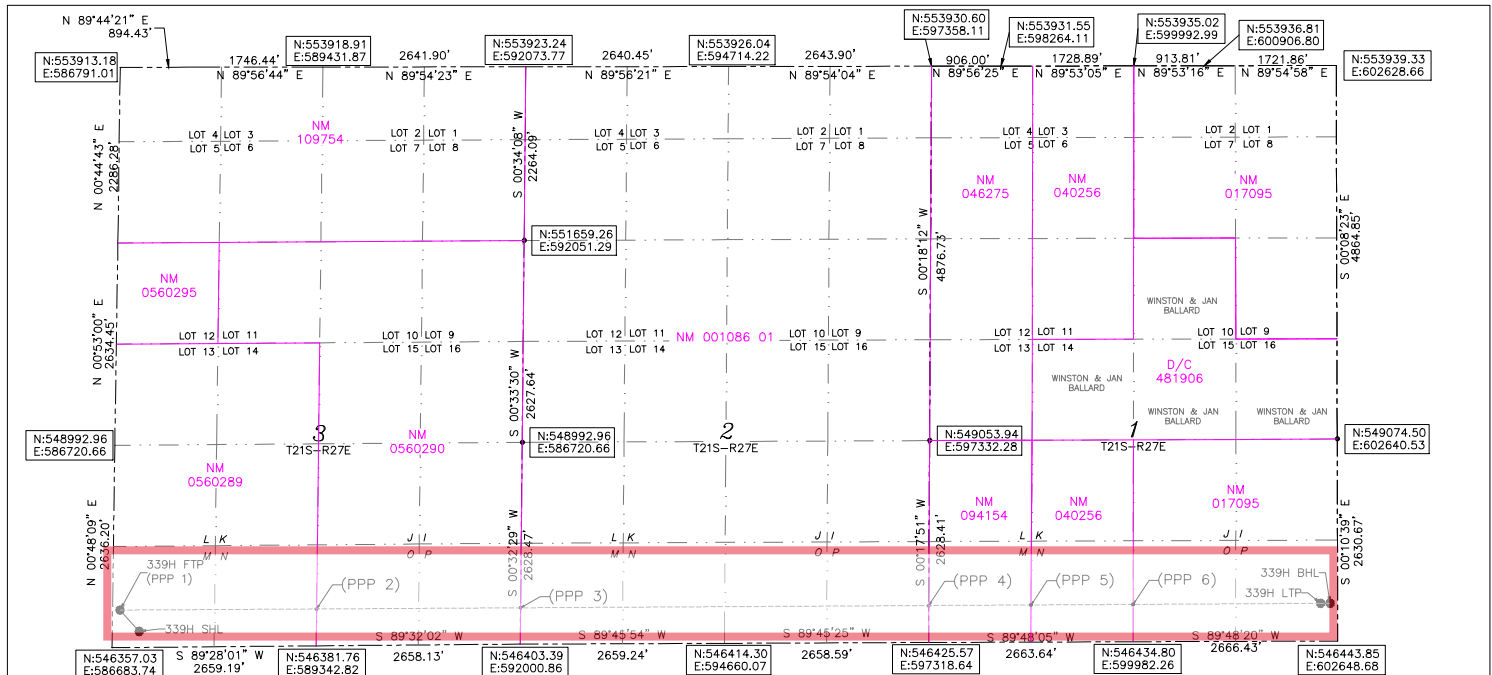 N 89°44'21" E
894.43'
N:553913.18
E:586791.01
1746.44'
N 89°56'44" E
N:553918.91
E:589431.87
2641.90'
N 89°54'23" E
N:553923.24
E:592073.77
2640.45'
N 89°56'21" E
N:553926.04
E:594714.22
2643.90'
N 89°54'04" E
N:553930.60
E:597358.11
906.00'
N 89°56'25" E
N:553931.55
E:598264.11
1728.89'
N 89°53'05" E
N:553935.02
E:599992.99
913.81'
N 89°53'16" E
N:553936.81
E:600906.80
1721.86'
N 89°54'58" E
N:553939.33
E:602628.66
N 00°44'43" E
2286.28'
LOT 4 LOT 3
LOT 5 LOT 6
NM
109754
LOT 2 LOT 1
LOT 7 LOT 8
S 00°34'08" W
2264.09'
LOT 4 LOT 3
LOT 5 LOT 6
LOT 2 LOT 1
LOT 7 LOT 8
LOT 4 LOT 3
LOT 5 LOT 6
LOT 2 LOT 1
LOT 7 LOT 8
NM
046275
NM
040256
NM
017095
S 00°18'12" W
4876.73'
S 00°08'23" E
4864.85'
N:551659.26
E:592051.29
NM
0560295
N 00°53'00" E
2634.45'
LOT 12 LOT 11
LOT 13 LOT 14
LOT 10 LOT 9
LOT 15 LOT 16
S 00°33'30" W
2627.64'
LOT 12 LOT 11
LOT 13 LOT 14
NM 001086 01
LOT 10 LOT 9
LOT 15 LOT 16
LOT 12 LOT 11
LOT 13 LOT 14
WINSTON & JAN
BALLARD
LOT 10 LOT 9
LOT 15 LOT 16
D/C
481906
WINSTON & JAN
BALLARD
WINSTON & JAN
BALLARD
WINSTON & JAN
BALLARD
N:548992.96
E:586720.66
3
T21S-R27E
NM
0560290
N:548992.96
E:586720.66
2
T21S-R27E
N:549053.94
E:597332.28
1
T21S-R27E
N:549074.50
E:602640.53
NM
0560289
NM
094154
NM
040256
NM
017095
N 00°48'09" E
2636.20'
L K
M N
J I
O P
S 00°32'29" W
2628.47'
L K
M N
J I
O P
S 00°17'51" W
2628.41'
L K
M N
J I
O P
S 00°10'39" E
2630.67'
339H FTP
(PPP 1)
(PPP 2)
(PPP 3)
(PPP 4)
(PPP 5)
(PPP 6)
339H BHL
339H LTP
339H SHL
N:546357.03
E:586683.74
S 89°28'01" W
2659.19'
N:546381.76
E:589342.82
S 89°32'02" W
2658.13'
N:546403.39
E:592000.86
S 89°45'54" W
2659.24'
N:546414.30
E:594660.07
S 89°45'25" W
2658.59'
N:546425.57
E:597318.64
S 89°48'05" W
2663.64'
N:546434.80
E:599982.26
S 89°48'20" W
2666.43'
N:546443.85
E:602648.68